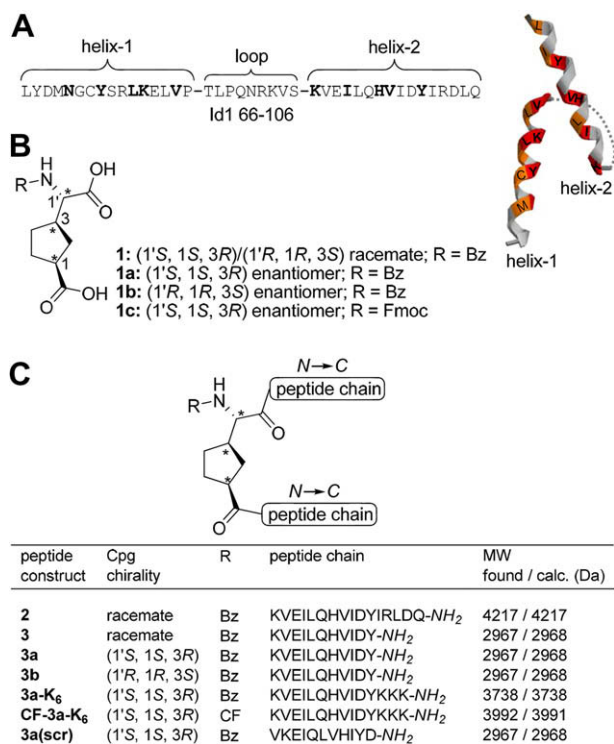 A
helix-1 loop helix-2
LYDMNGCYSRLKELVP-TLPQNRKVS-KVEILQHVIDYIRDLQ
Id1 66-106
L
Y
VH
V
L
I
L
K
K
C
Y
M
helix-2
helix-1
B
R
H
N
O
OH
1'
*
3
*
1
*
O
OH
1: (1'S, 1S, 3R)/(1'R, 1R, 3S) racemate; R = Bz
1a: (1'S, 1S, 3R) enantiomer; R = Bz
1b: (1'R, 1R, 3S) enantiomer; R = Bz
1c: (1'S, 1S, 3R) enantiomer; R = Fmoc
C
N→C
peptide chain
R
H
N
*
O
*
*
N→C
O
peptide chain
peptide construct Cpg chirality R peptide chain MW found / calc. (Da)
2 racemate Bz KVEILQHVIDYIRLDQ-NH2 4217 / 4217
3 racemate Bz KVEILQHVIDY-NH2 2967 / 2968
3a (1'S, 1S, 3R) Bz KVEILQHVIDY-NH2 2967 / 2968
3b (1'R, 1R, 3S) Bz KVEILQHVIDY-NH2 2967 / 2968
3a-K6 (1'S, 1S, 3R) Bz KVEILQHVIDYKKK-NH2 3738 / 3738
CF-3a-K6 (1'S, 1S, 3R) CF KVEILQHVIDYKKK-NH2 3992 / 3991
3a(scr) (1'S, 1S, 3R) Bz VKEIQLVHIYD-NH2 2967 / 2968